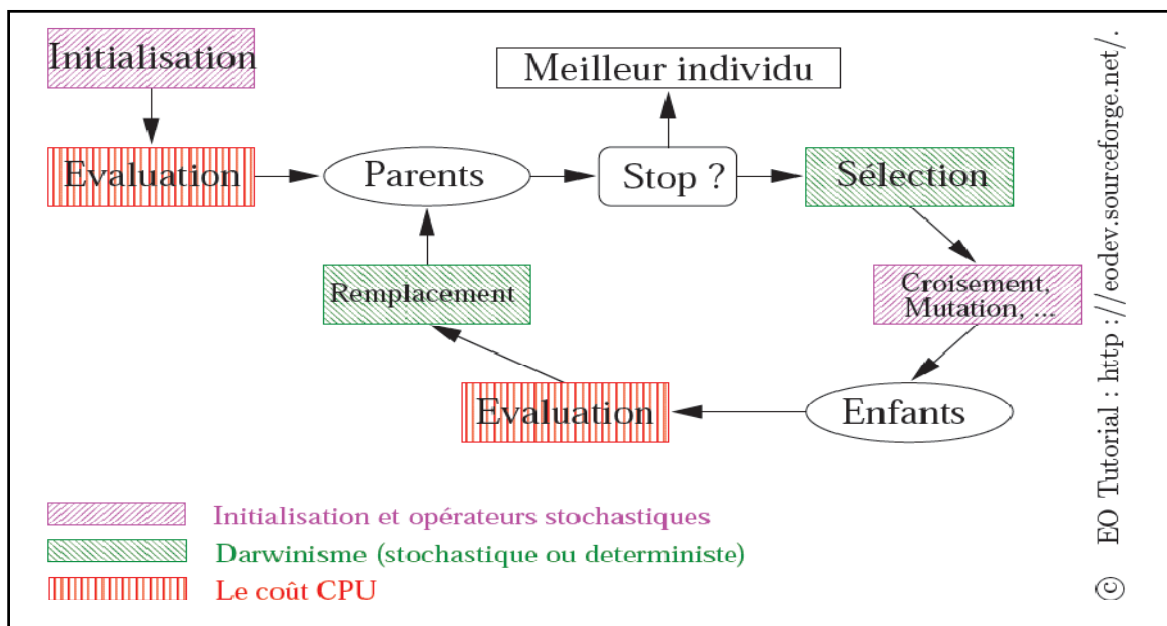 Initialisation
Meilleur individu
Evaluation
Parents
Stop ?
Sélection
Remplacement
Croisement,
Mutation, ...
Evaluation
Enfants
Initialisation et opérateurs stochastiques
Darwinisme (stochastique ou deterministe)
Le coût CPU
© EO Tutorial : http ://eodev.sourceforge.net/.